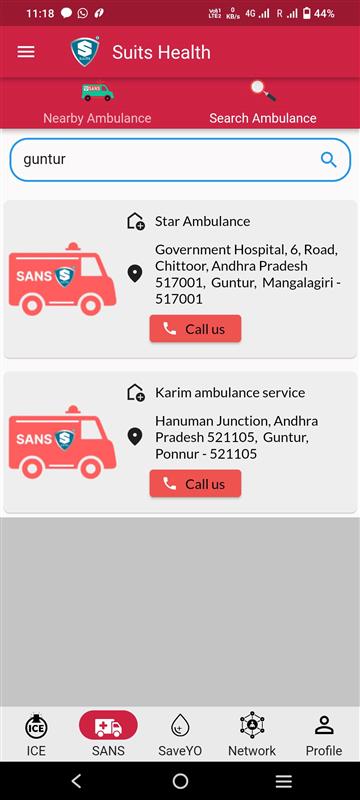 11:18 Vo1 LTE2 0 KB/s 4G R 44%
Suits Health
Nearby Ambulance Search Ambulance
guntur
Star Ambulance
Government Hospital, 6, Road,
Chittoor, Andhra Pradesh
517001, Guntur, Mangalagiri -
517001
SANS S
Call us
Karim ambulance service
Hanuman Junction, Andhra
Pradesh 521105, Guntur,
Ponnur - 521105
SANS S
Call us
ICE
ICE SANS SaveYO Network Profile